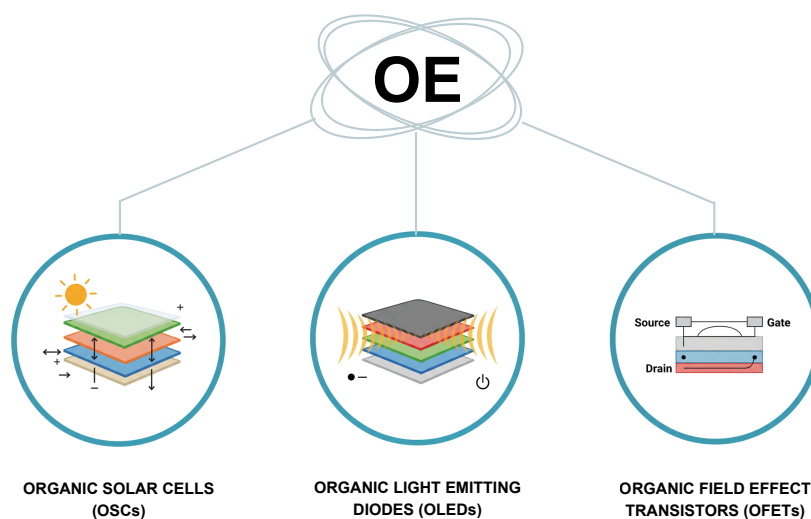 OE
Source
Gate
Drain
+
+
−
−
ORGANIC SOLAR CELLS
(OSCs)
ORGANIC LIGHT EMITTING
DIODES (OLEDs)
ORGANIC FIELD EFFECT
TRANSISTORS (OFETs)